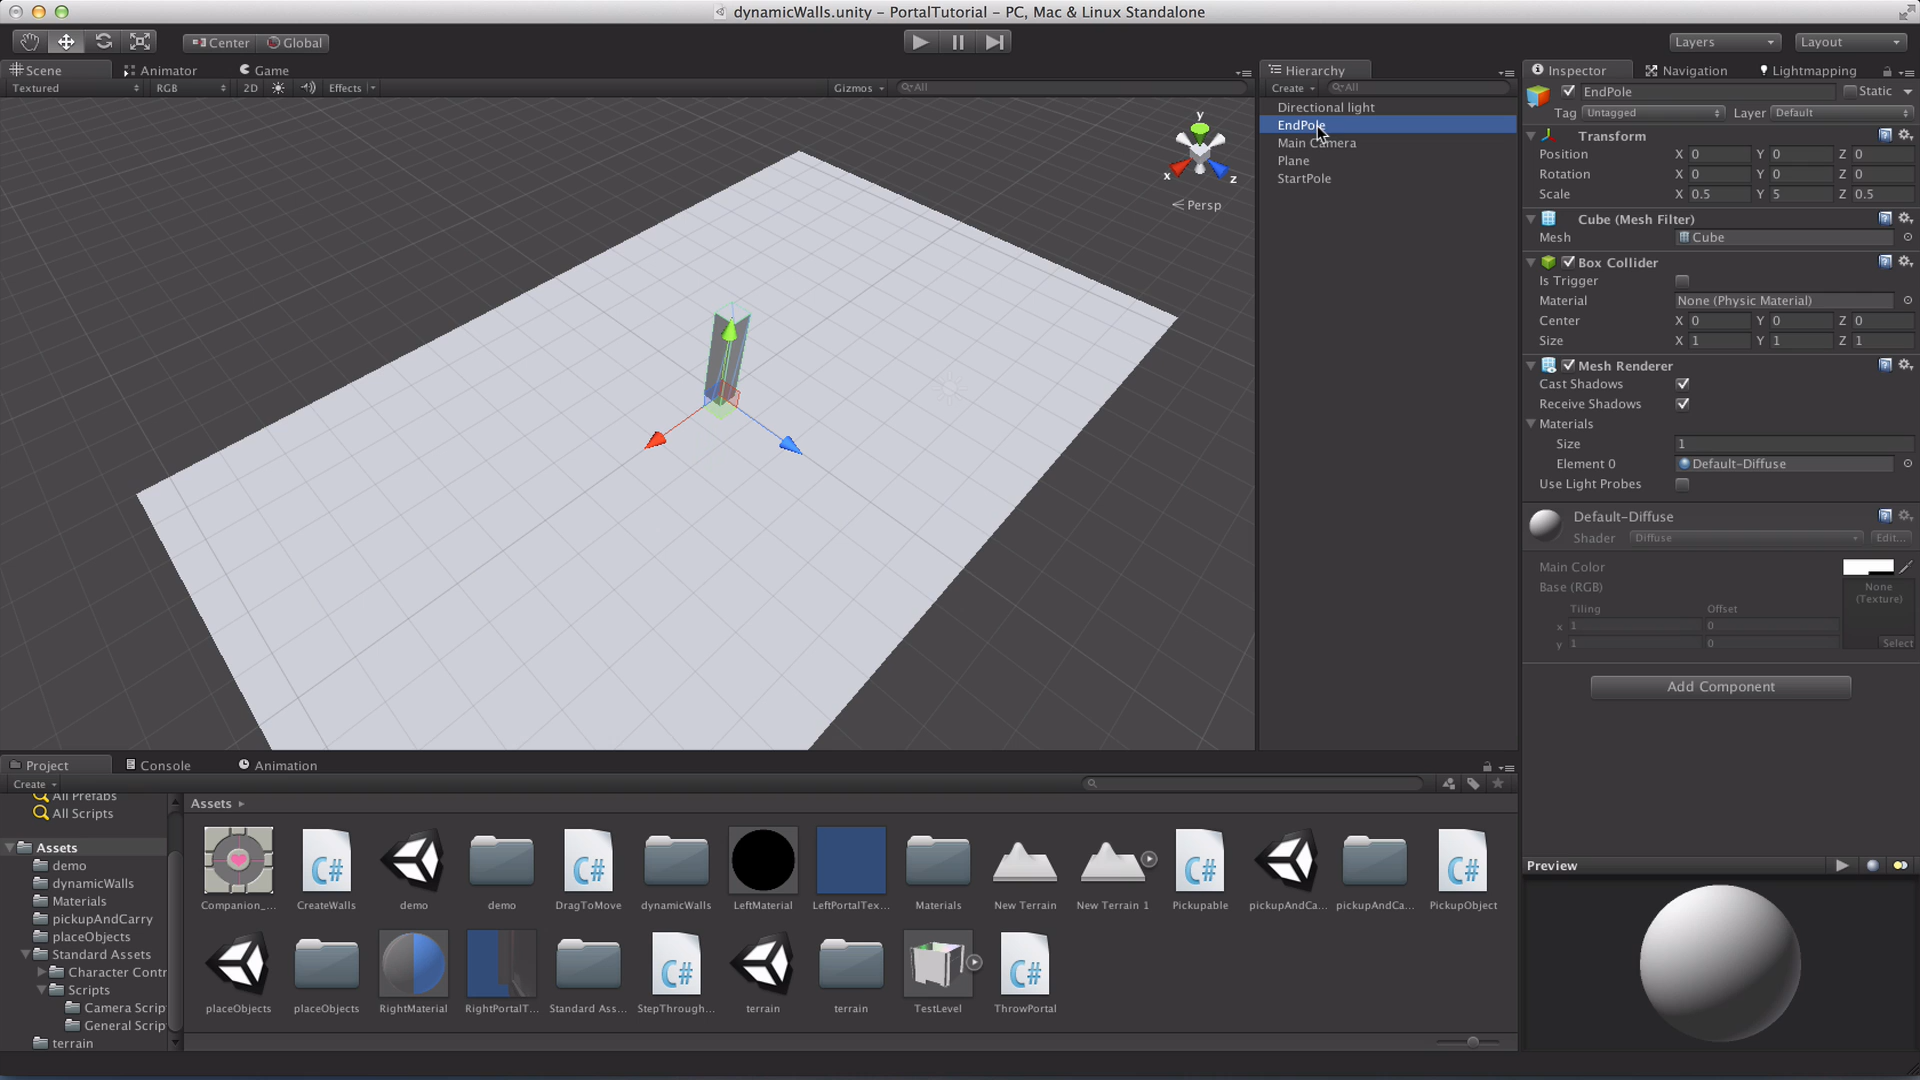 dynamicWalls.unity – PortalTutorial – PC, Mac & Linux Standalone
Center Global
Layers Layout
Scene Animator Game
Textured RGB 2D Effects Gizmos All
y
x z
Persp
Hierarchy
Create All
Directional light
EndPole
Main Camera
Plane
StartPole
Inspector Navigation Lightmapping
EndPole Static
Tag Untagged Layer Default
Transform
Position X 0 Y 0 Z 0
Rotation X 0 Y 0 Z 0
Scale X 0.5 Y 5 Z 0.5
Cube (Mesh Filter)
Mesh Cube
Box Collider
Is Trigger
Material None (Physic Material)
Center X 0 Y 0 Z 0
Size X 1 Y 1 Z 1
Mesh Renderer
Cast Shadows
Receive Shadows
Materials
Size 1
Element 0 Default-Diffuse
Use Light Probes
Default-Diffuse
Shader Diffuse Edit...
Main Color
Base (RGB)
None
(Texture)
Tiling Offset
x 1 0
y 1 0
Select
Add Component
Preview
Project Console Animation
Create
All Prefabs
All Scripts
Assets
demo
dynamicWalls
Materials
pickupAndCarry
placeObjects
Standard Assets
Character Contr
Scripts
Camera Scrip
General Scrip
terrain
Assets
C# C# C# C#
Companion_... CreateWalls demo demo DragToMove dynamicWalls LeftMaterial LeftPortalTex... Materials New Terrain New Terrain 1 Pickupable pickupAndCa... pickupAndCa... PickupObject
C# C#
placeObjects placeObjects RightMaterial RightPortalT... Standard Ass... StepThrough... terrain terrain TestLevel ThrowPortal